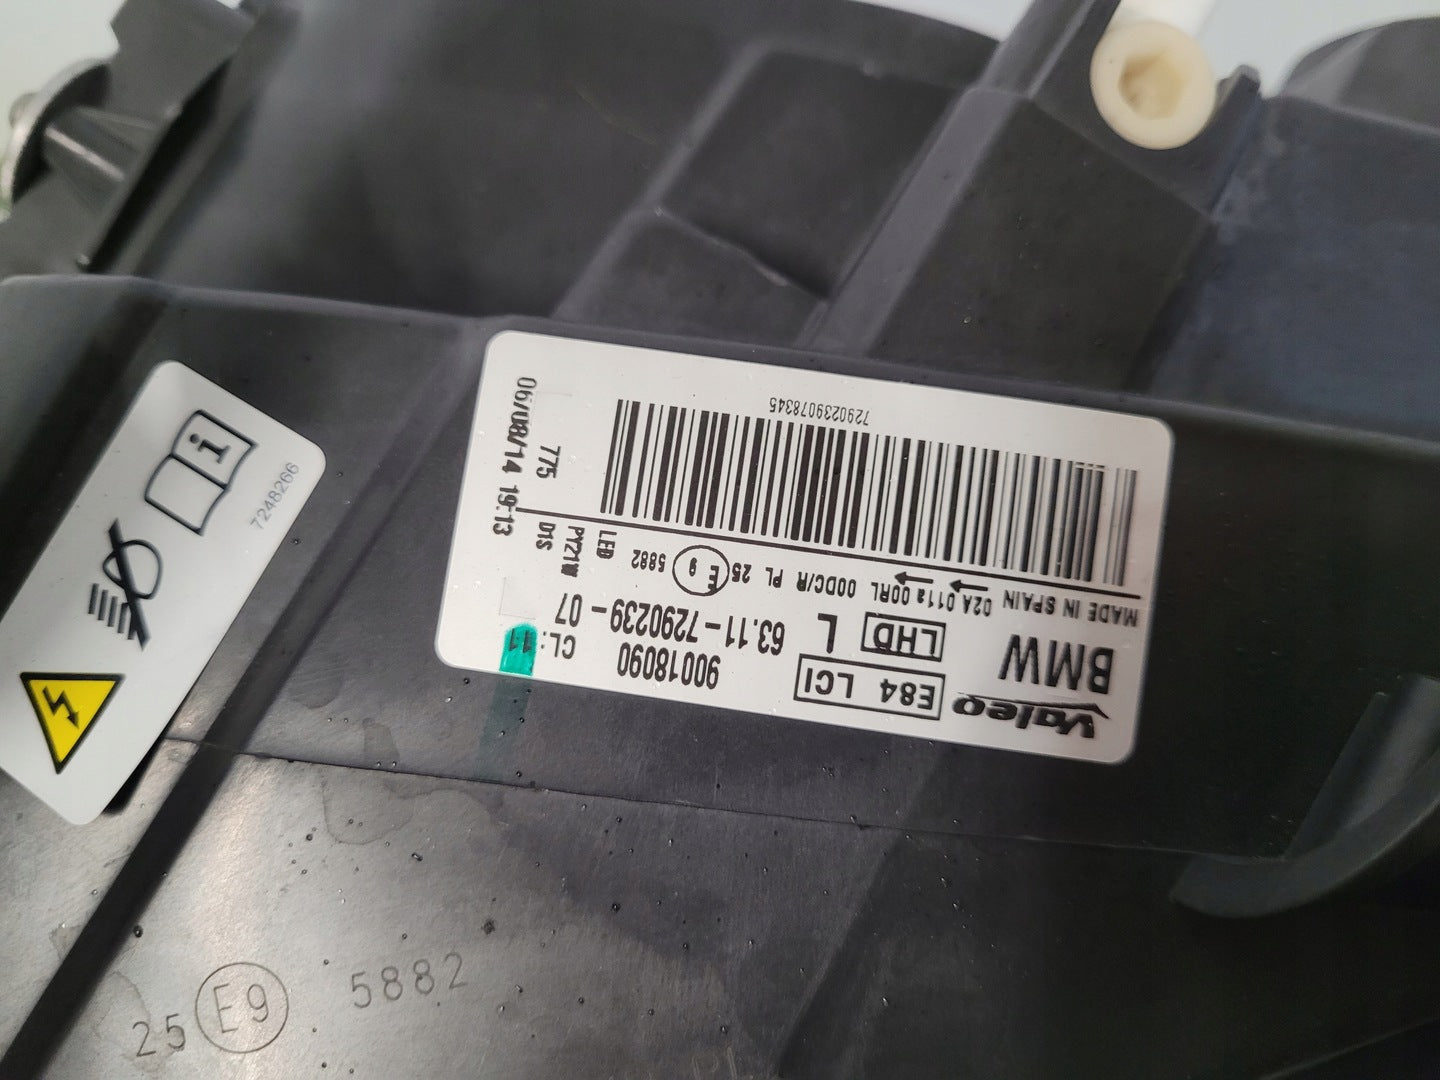 Valeo
E84 LCI
90018090
CL: 11
BMW
LHD
L
63.11-7290239-07
MADE IN SPAIN
02A 011a 00RL 00DC/R PL 25 E9 5882
LED
PY21W
D1S
7290239078345
775
06/08/14 19:13
i
7248266
25 E9 5882